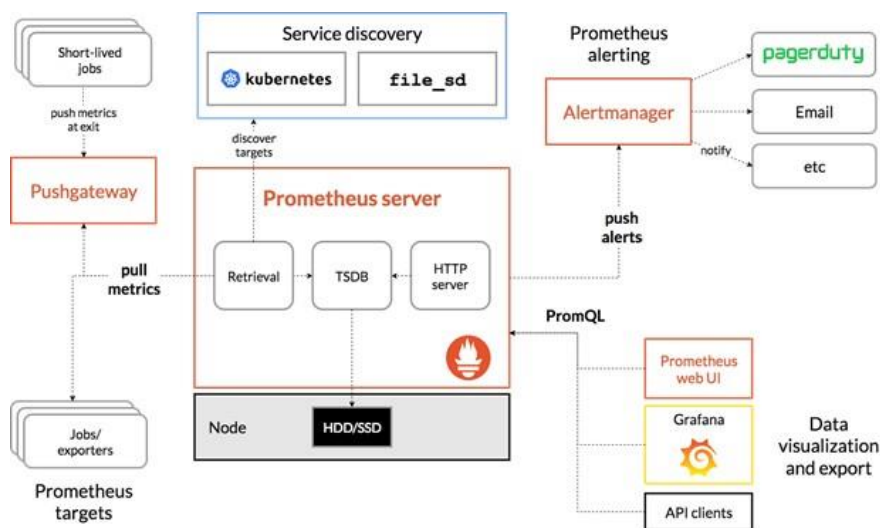 Short-lived
jobs
push metrics
at exit
Pushgateway
pull
metrics
Jobs/
exporters
Prometheus
targets
Service discovery
kubernetes
file_sd
discover
targets
Prometheus server
Retrieval
TSDB
HTTP
server
Node
HDD/SSD
Prometheus
alerting
Alertmanager
pagerduty
Email
etc
notify
push
alerts
PromQL
Prometheus
web UI
Grafana
API clients
Data
visualization
and export